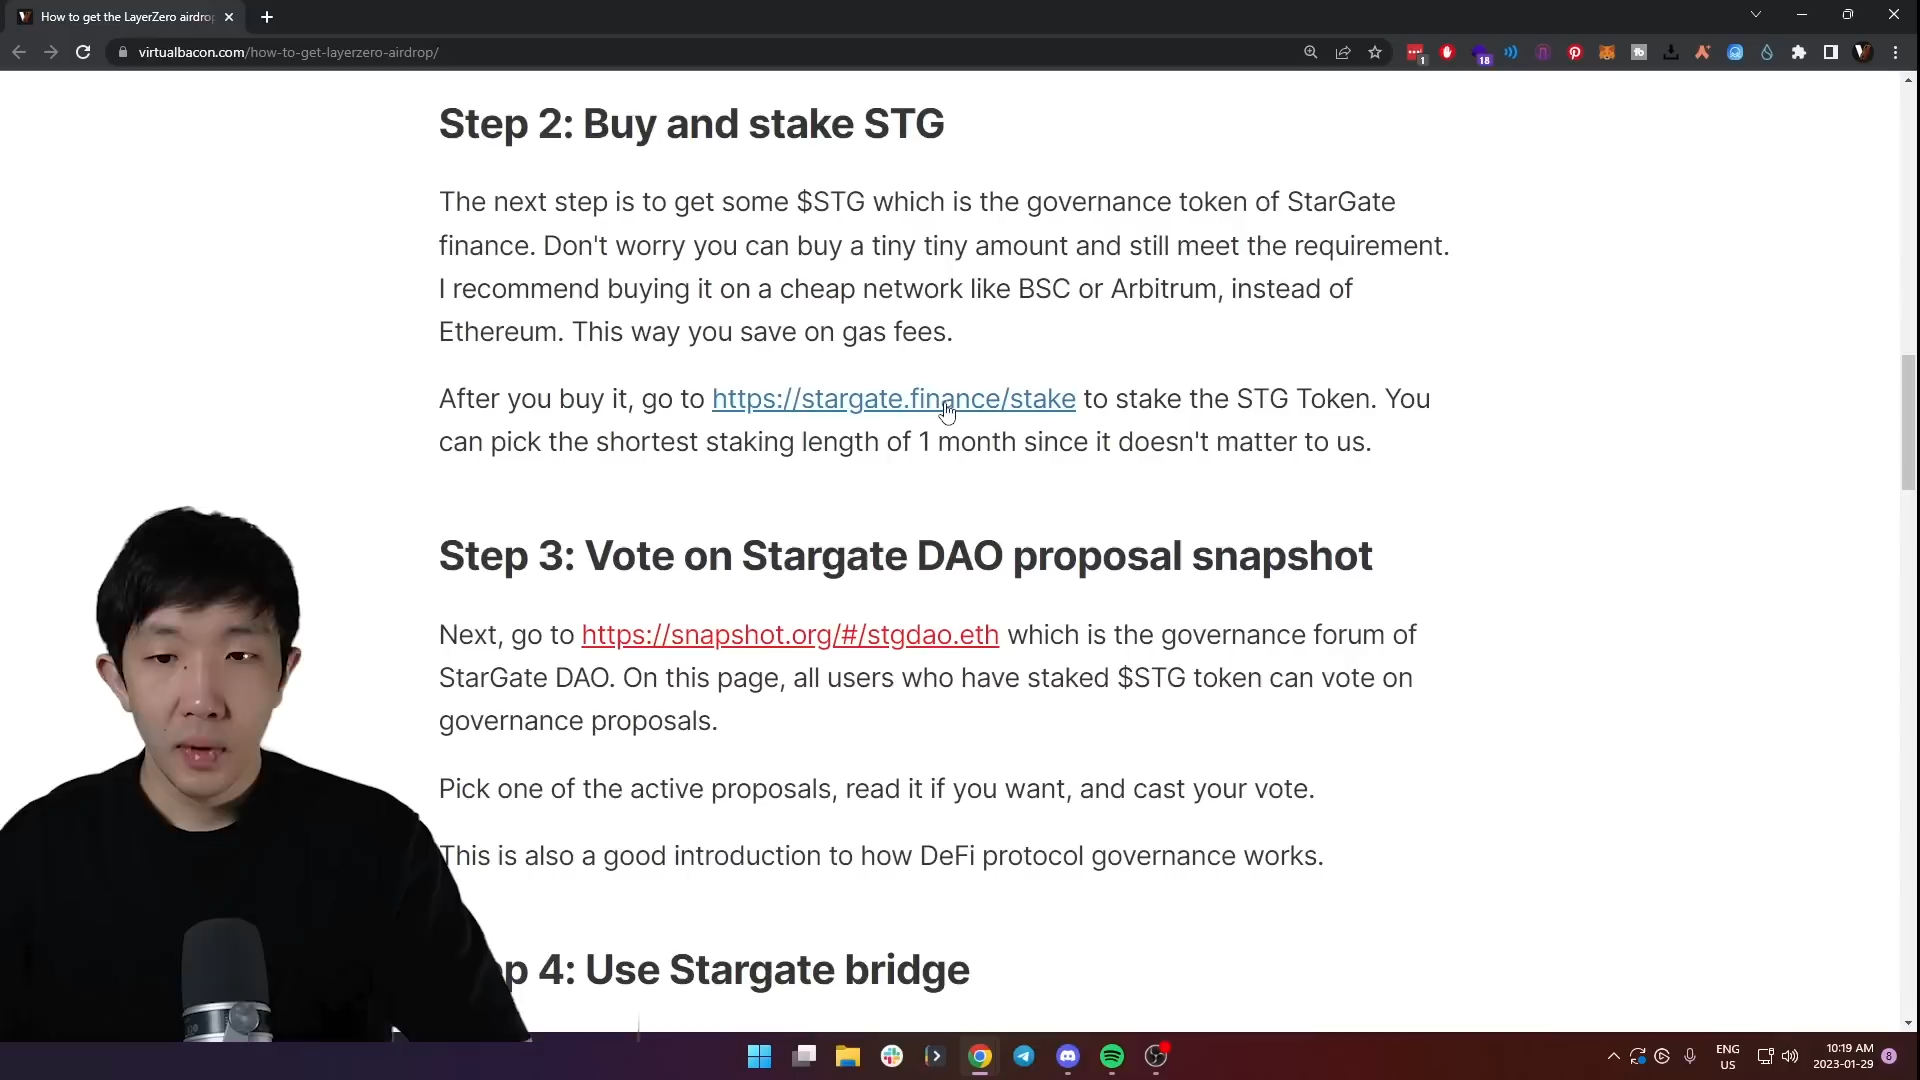 How to get the LayerZero airdrop
virtualbacon.com/how-to-get-layerzero-airdrop/
1
18
Step 2: Buy and stake STG
The next step is to get some $STG which is the governance token of StarGate
finance. Don't worry you can buy a tiny tiny amount and still meet the requirement.
I recommend buying it on a cheap network like BSC or Arbitrum, instead of
Ethereum. This way you save on gas fees.
After you buy it, go to https://stargate.finance/stake to stake the STG Token. You
can pick the shortest staking length of 1 month since it doesn't matter to us.
Step 3: Vote on Stargate DAO proposal snapshot
Next, go to https://snapshot.org/#/stgdao.eth which is the governance forum of
StarGate DAO. On this page, all users who have staked $STG token can vote on
governance proposals.
Pick one of the active proposals, read it if you want, and cast your vote.
This is also a good introduction to how DeFi protocol governance works.
p 4: Use Stargate bridge
ENG
US
10:19 AM
2023-01-29
8